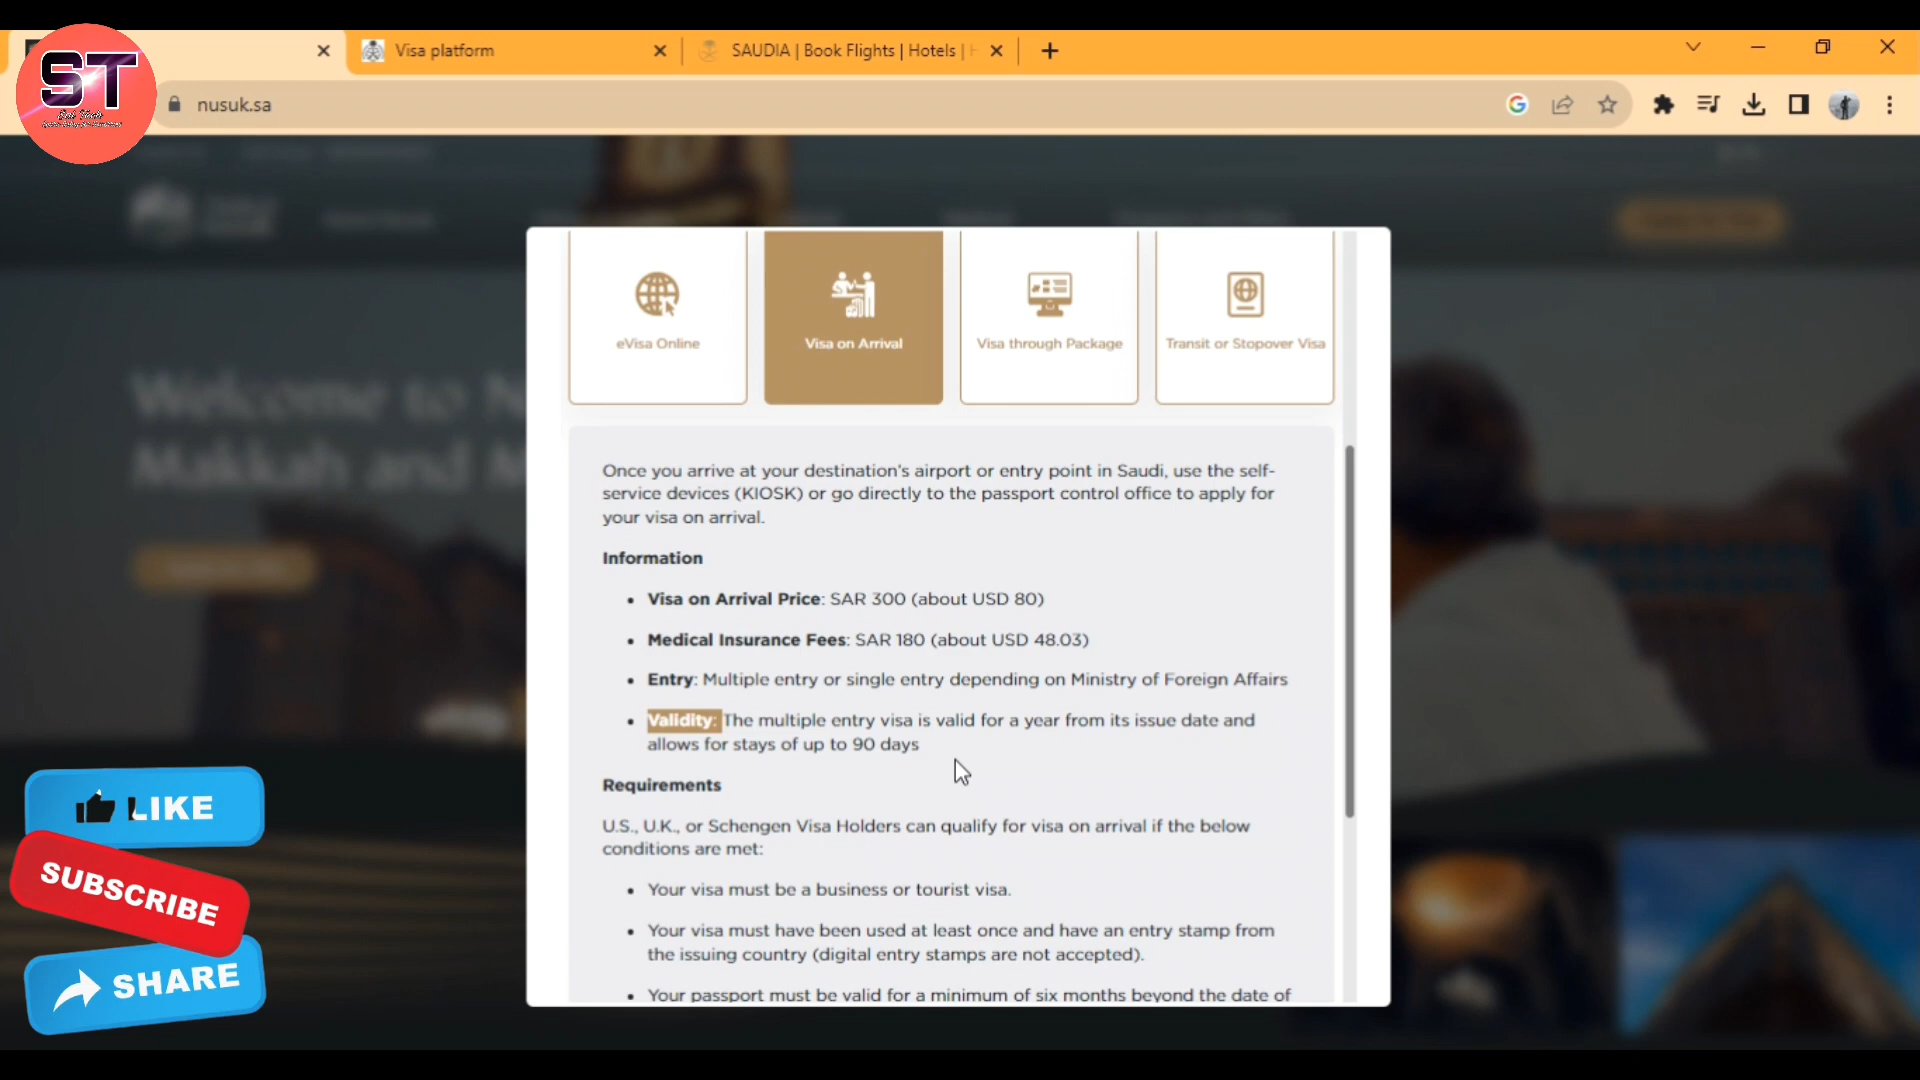 Visa platform
SAUDIA | Book Flights | Hotels |
ST
nusuk.sa
eVisa Online
Visa on Arrival
Visa through Package
Transit or Stopover Visa
Welcome to N
Makkah and M
Once you arrive at your destination's airport or entry point in Saudi, use the self-
service devices (KIOSK) or go directly to the passport control office to apply for
your visa on arrival.
Information
• Visa on Arrival Price: SAR 300 (about USD 80)
• Medical Insurance Fees: SAR 180 (about USD 48.03)
• Entry: Multiple entry or single entry depending on Ministry of Foreign Affairs
• Validity: The multiple entry visa is valid for a year from its issue date and
allows for stays of up to 90 days
Requirements
U.S., U.K., or Schengen Visa Holders can qualify for visa on arrival if the below
conditions are met:
• Your visa must be a business or tourist visa.
• Your visa must have been used at least once and have an entry stamp from
the issuing country (digital entry stamps are not accepted).
• Your passport must be valid for a minimum of six months beyond the date of
LIKE
SUBSCRIBE
SHARE